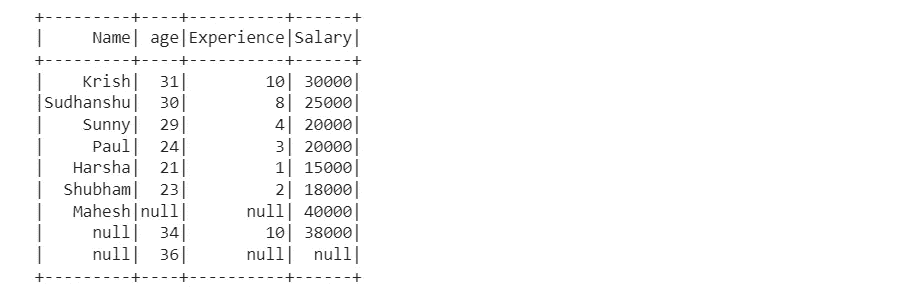 +---------+----+----------+------+
|     Name| age|Experience|Salary|
+---------+----+----------+------+
|    Krish|  31|        10| 30000|
|Sudhanshu|  30|         8| 25000|
|    Sunny|  29|         4| 20000|
|     Paul|  24|         3| 20000|
|   Harsha|  21|         1| 15000|
|  Shubham|  23|         2| 18000|
|   Mahesh|null|      null| 40000|
|     null|  34|        10| 38000|
|     null|  36|      null|  null|
+---------+----+----------+------+